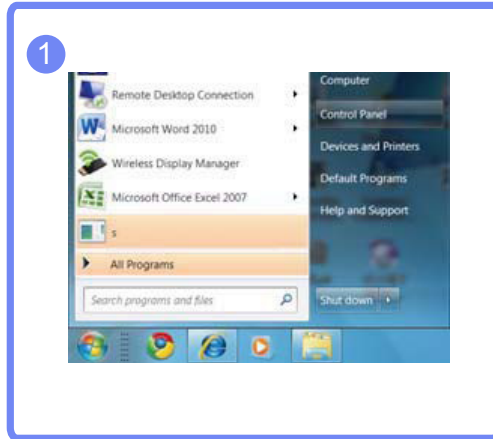 1
Remote Desktop Connection
Microsoft Word 2010
Wireless Display Manager
Microsoft Office Excel 2007
s
All Programs
Search programs and files
Computer
Control Panel
Devices and Printers
Default Programs
Help and Support
Shut down